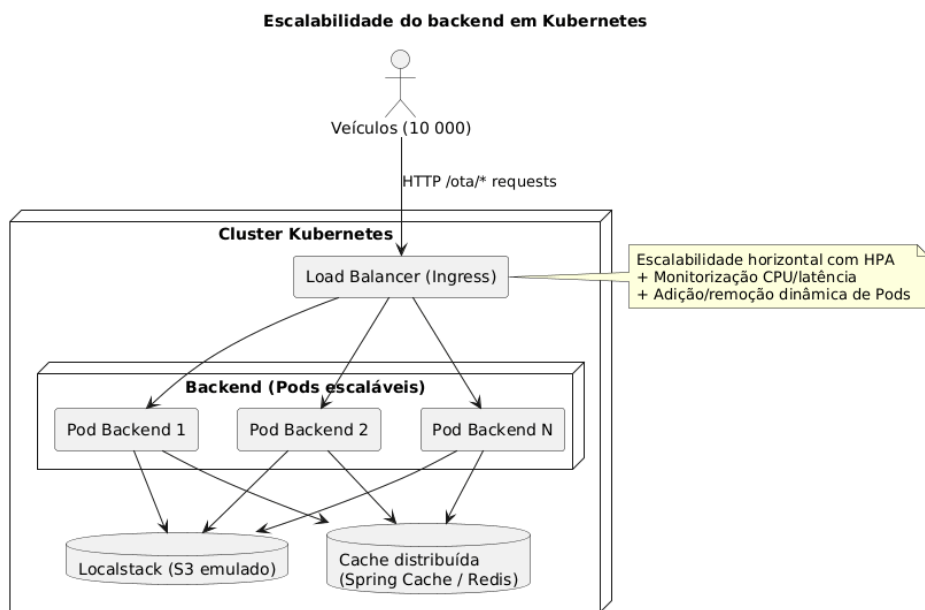 Escalabilidade do backend em Kubernetes
Veículos (10 000)
HTTP /ota/* requests
Cluster Kubernetes
Load Balancer (Ingress)
Escalabilidade horizontal com HPA
+ Monitorização CPU/latência
+ Adição/remoção dinâmica de Pods
Backend (Pods escaláveis)
Pod Backend 1
Pod Backend 2
Pod Backend N
Localstack (S3 emulado)
Cache distribuída
(Spring Cache / Redis)